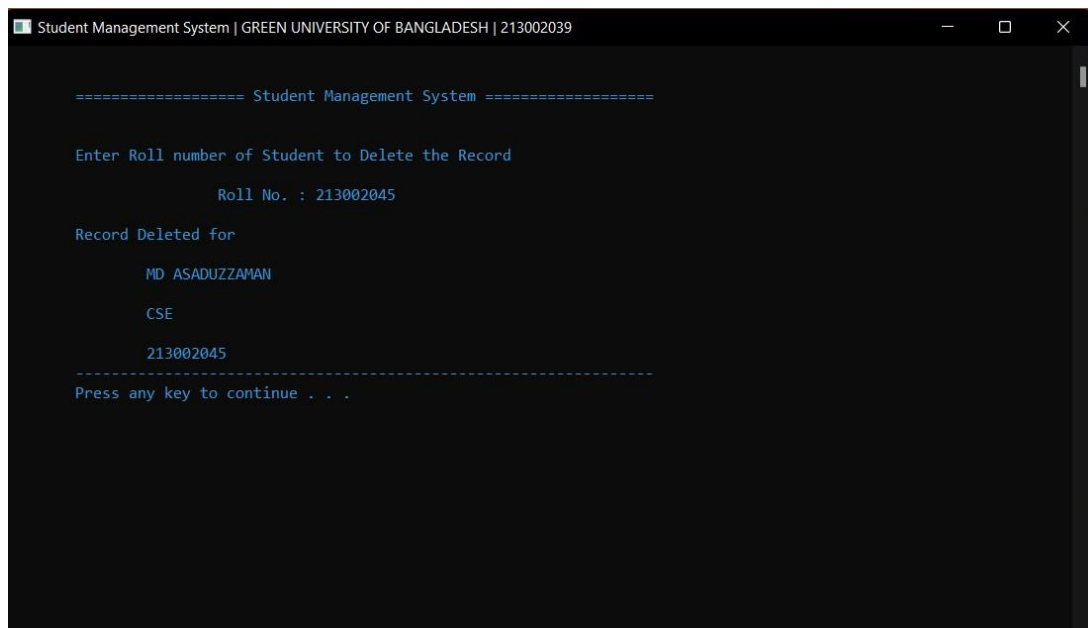 Student Management System | GREEN UNIVERSITY OF BANGLADESH | 213002039
=================== Student Management System ===================
Enter Roll number of Student to Delete the Record
Roll No. : 213002045
Record Deleted for
MD ASADUZZAMAN
CSE
213002045
-----------------------------------------------------------------
Press any key to continue . . .